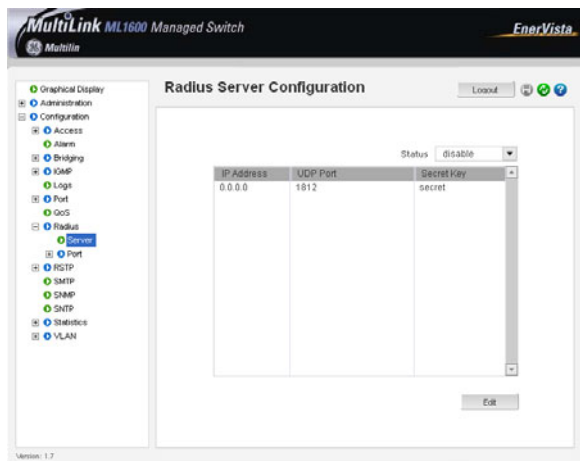 MultiLink ML1600 Managed Switch
EnerVista
Multilin
Radius Server Configuration
Logout
Graphical Display
Administration
Configuration
Access
Alarm
Bridging
IGMP
Logs
Port
QoS
Radius
Server
Port
RSTP
SMTP
SNMP
SNTP
Statistics
VLAN
Status disable
IP Address UDP Port Secret Key
0.0.0.0 1812 secret
Edit
Version: 1.7